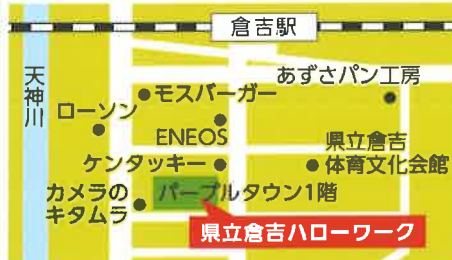 倉吉駅
天神川
あずさパン工房
モスバーガー
ローソン
ENEOS
県立倉吉
体育文化会館
ケンタッキー
カメラの
キタムラ
パープルタウン1階
県立倉吉ハローワーク